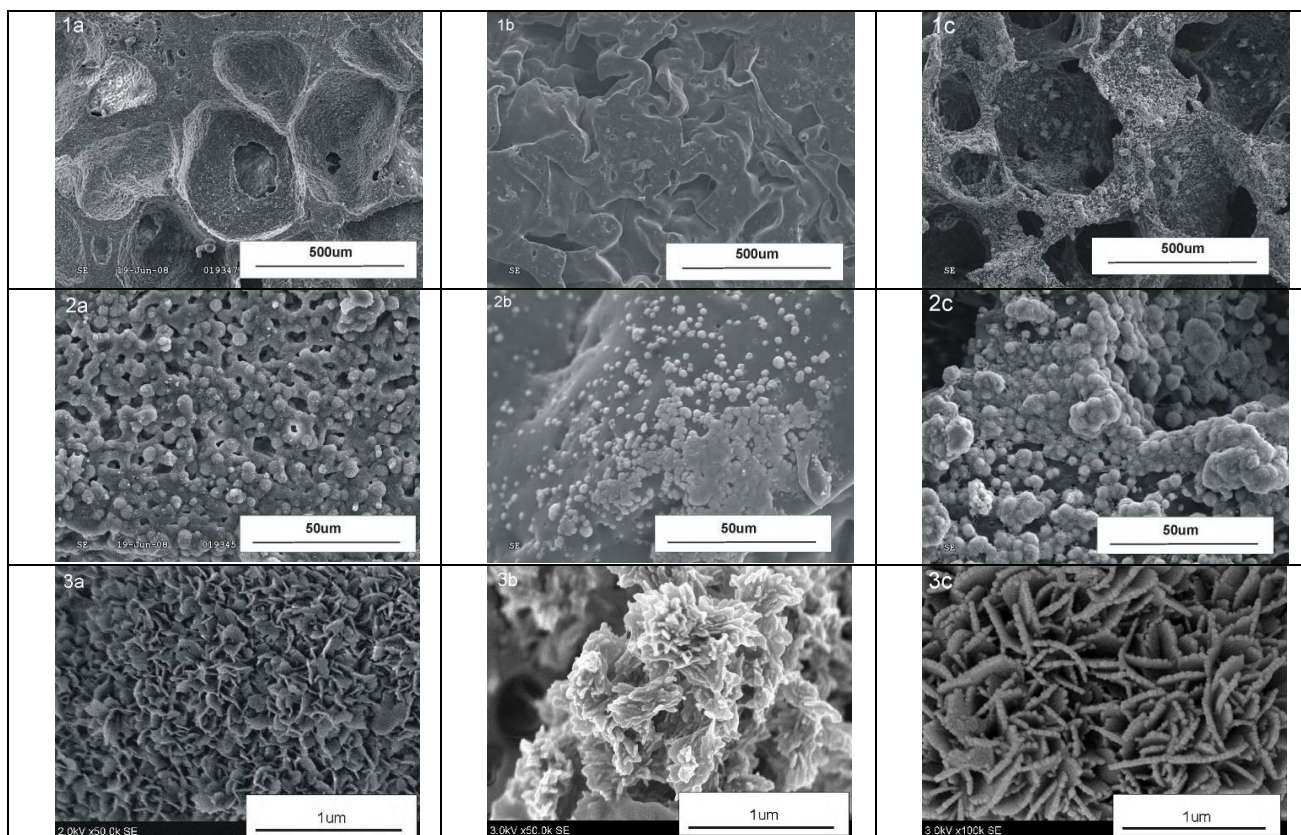 1a
500um
SE 19-Jun-08 019347
1b
500um
SE
1c
500um
SE
2a
50um
SE 19-Jun-08 019345
2b
50um
SE
2c
50um
SE
3a
1um
2.0kV x50.0k SE
3b
1um
3.0kV x50.0k SE
3c
1um
3.0kV x100k SE